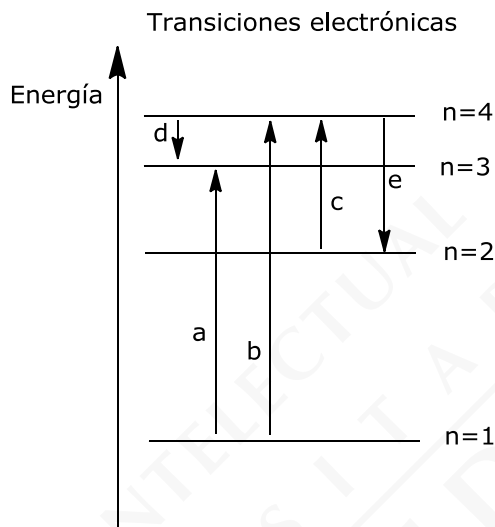 Transiciones electrónicas
Energía
n=4
d
n=3
e
c
n=2
a
b
n=1